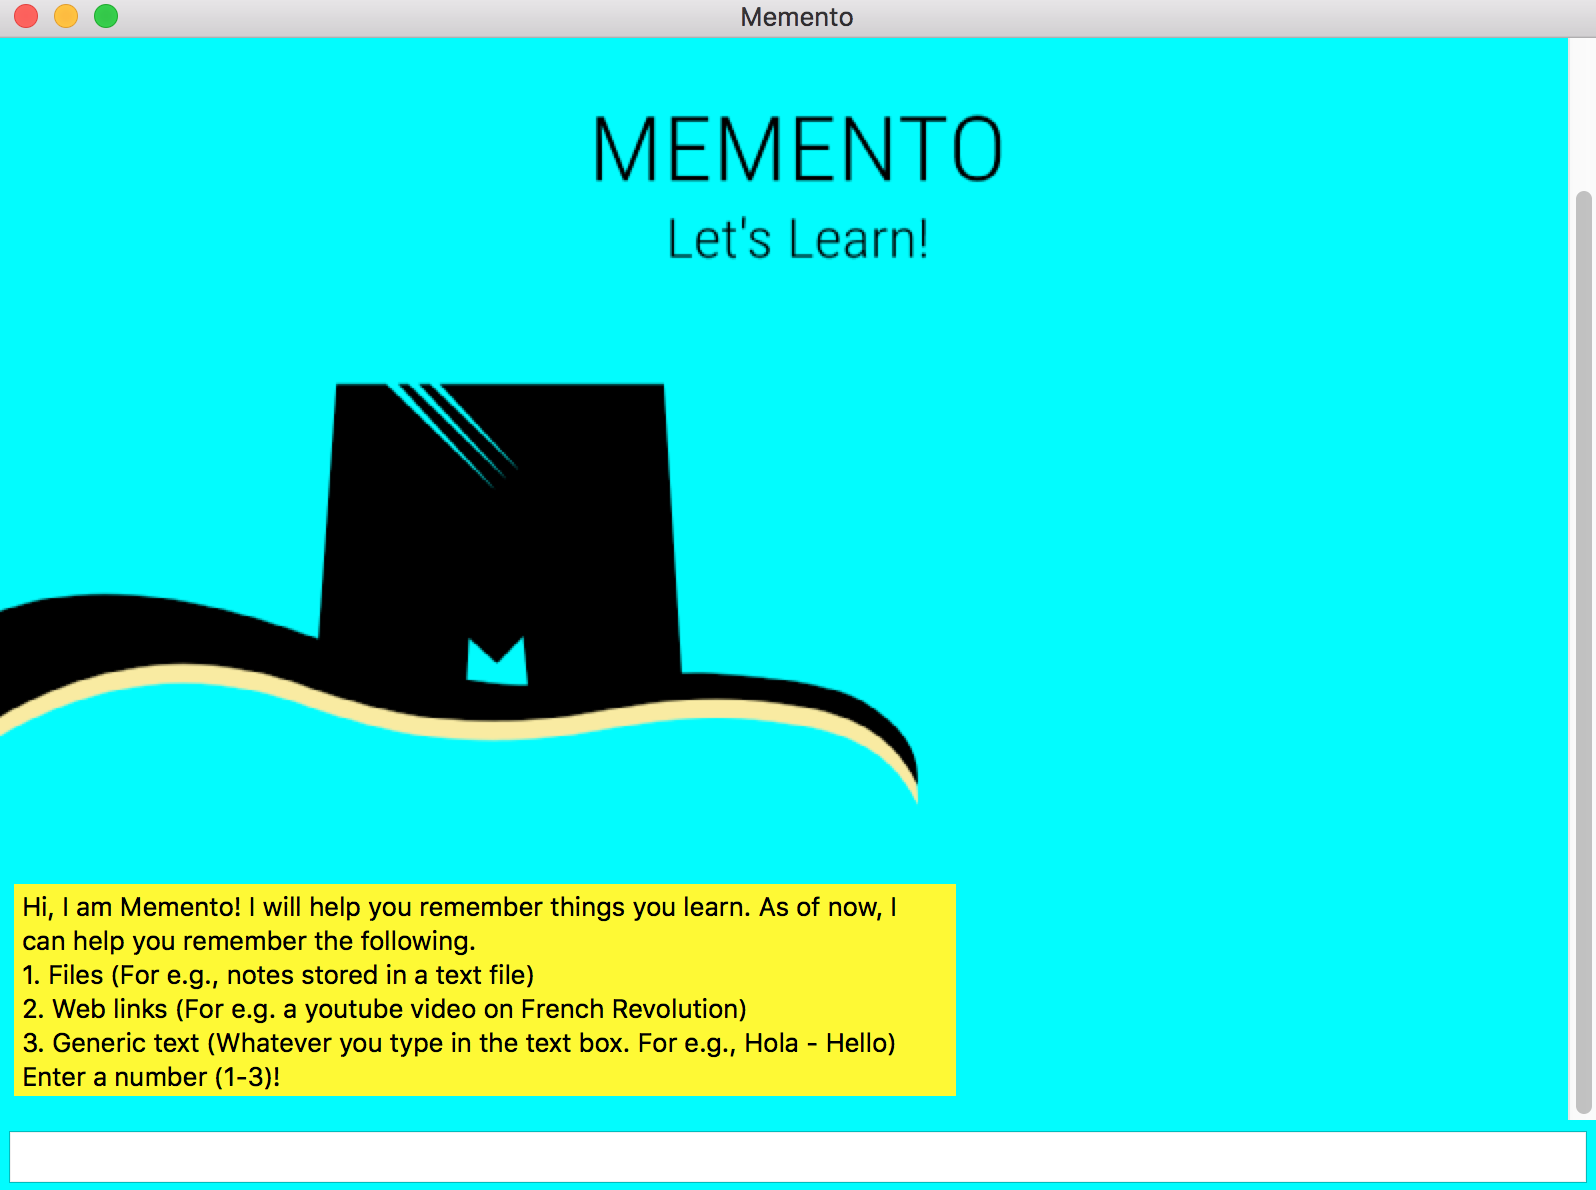 Memento
MEMENTO
Let's Learn!
Hi, I am Memento! I will help you remember things you learn. As of now, I
can help you remember the following.
1. Files (For e.g., notes stored in a text file)
2. Web links (For e.g. a youtube video on French Revolution)
3. Generic text (Whatever you type in the text box. For e.g., Hola - Hello)
Enter a number (1-3)!